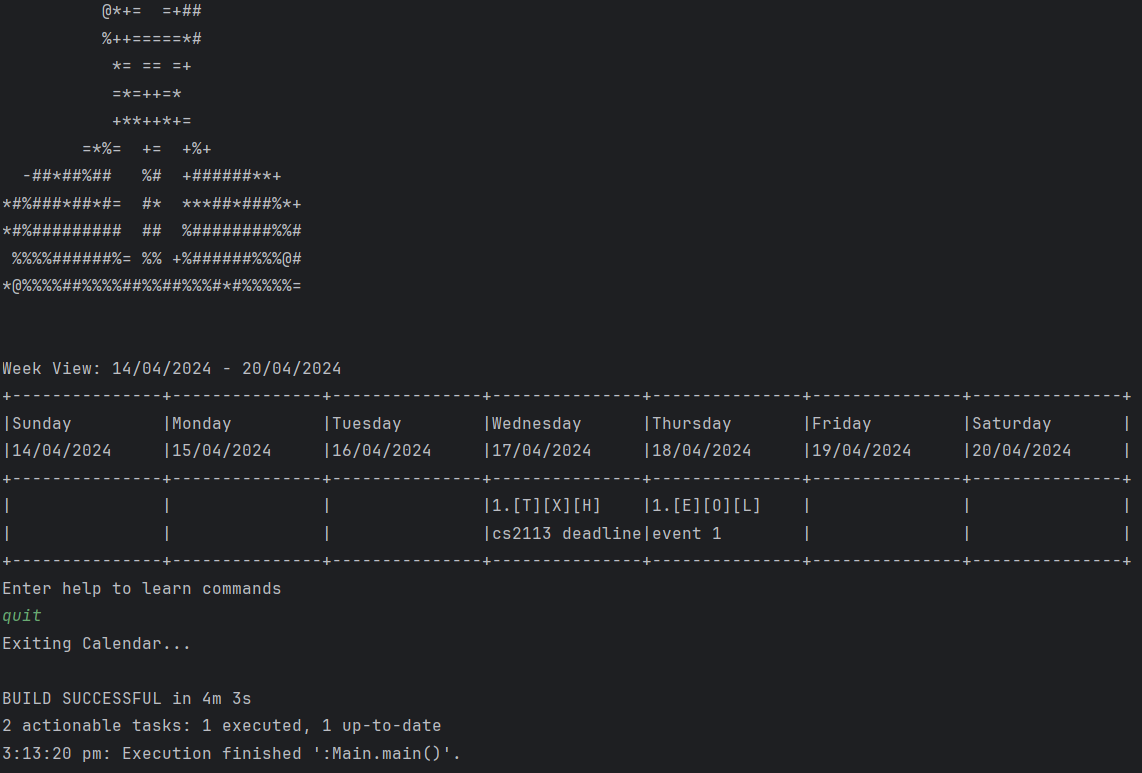 @*+=  =+##
          %++=====*#
           *= == =+
           =*=++=*
           +**++*+=
        =*%=  +=  +%+
  -##*##%##   %#  +######**+
*#%###*##*#=  #*  ***##*###%*+
*#%#########  ##  %########%%#
 %%%%######%= %% +%######%%%@#
*@%%%%##%%%%##%%##%%%#*#%%%%%=
Week View: 14/04/2024 - 20/04/2024
+---------------+---------------+---------------+---------------+---------------+---------------+---------------+
|Sunday         |Monday         |Tuesday        |Wednesday      |Thursday       |Friday         |Saturday       |
|14/04/2024     |15/04/2024     |16/04/2024     |17/04/2024     |18/04/2024     |19/04/2024     |20/04/2024     |
+---------------+---------------+---------------+---------------+---------------+---------------+---------------+
|               |               |               |1.[T][X][H]    |1.[E][O][L]    |               |               |
|               |               |               |cs2113 deadline|event 1        |               |               |
+---------------+---------------+---------------+---------------+---------------+---------------+---------------+
Enter help to learn commands
quit
Exiting Calendar...
BUILD SUCCESSFUL in 4m 3s
2 actionable tasks: 1 executed, 1 up-to-date
3:13:20 pm: Execution finished ':Main.main()'.